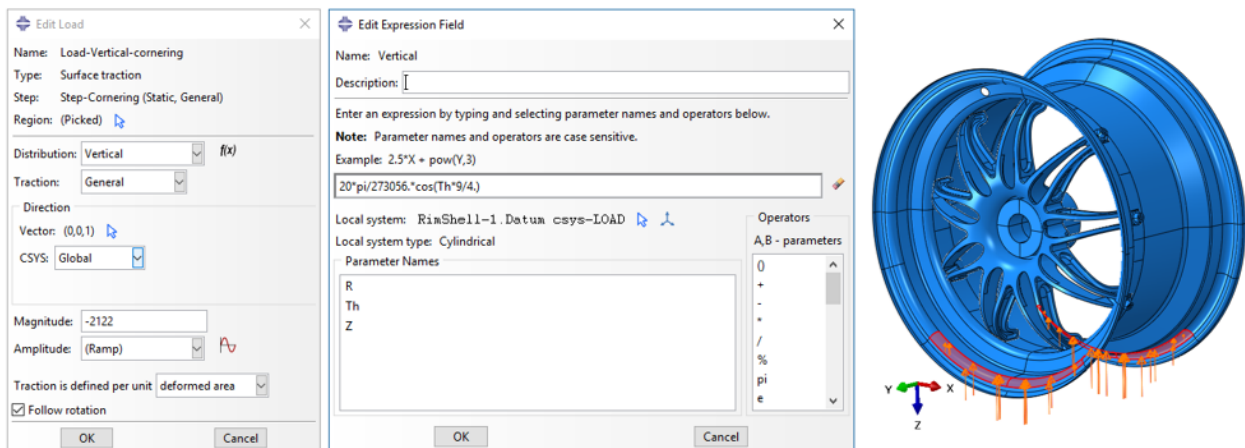 Edit Load
Name: Load-Vertical-cornering
Type: Surface traction
Step: Step-Cornering (Static, General)
Region: (Picked)
Distribution: Vertical f(x)
Traction: General
Direction
Vector: (0,0,1)
CSYS: Global
Magnitude: -2122
Amplitude: (Ramp)
Traction is defined per unit deformed area
Follow rotation
OK Cancel
Edit Expression Field
Name: Vertical
Description:
Enter an expression by typing and selecting parameter names and operators below.
Note: Parameter names and operators are case sensitive.
Example: 2.5*X + pow(Y,3)
20*pi/273056.*cos(Th*9/4.)
Local system: RimShell-1.Datum csys-LOAD
Local system type: Cylindrical
Parameter Names
R
Th
Z
Operators
A,B - parameters
()
+
-
*
/
%
pi
e
OK Cancel
Y X
Z